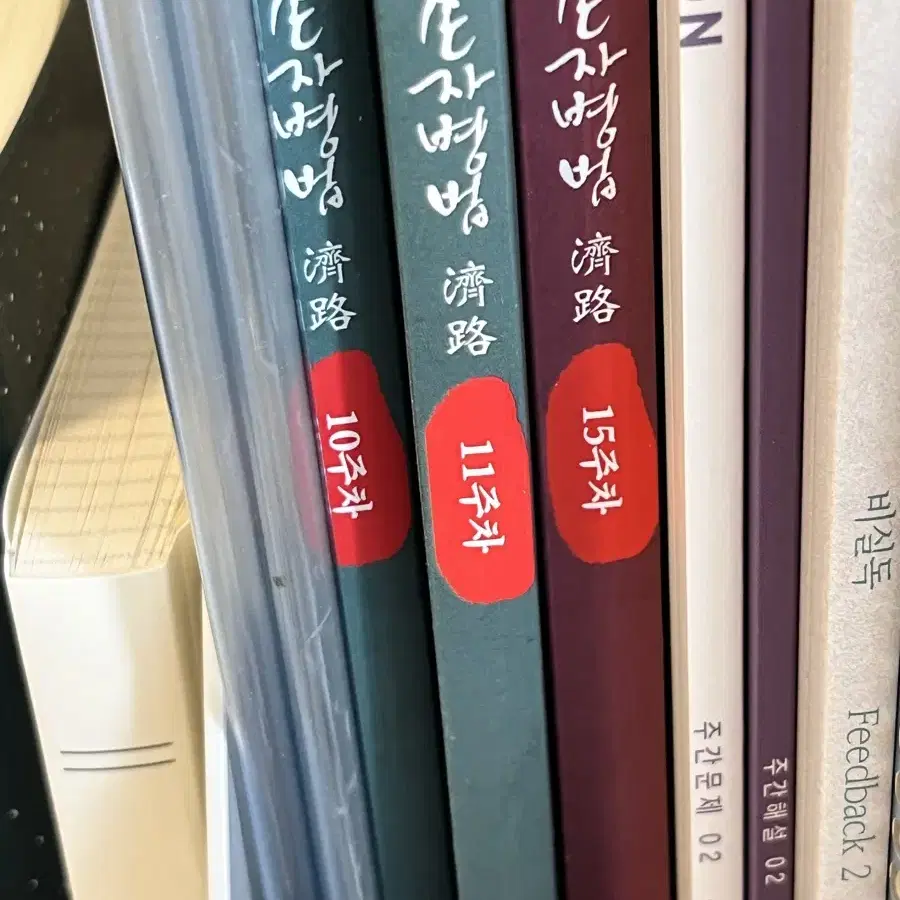 자병법 濟路
10주차
자병법 濟路
11주차
자병법 濟路
15주차
ON
주간문제 02
주간해설 02
비실독
Feedback 2